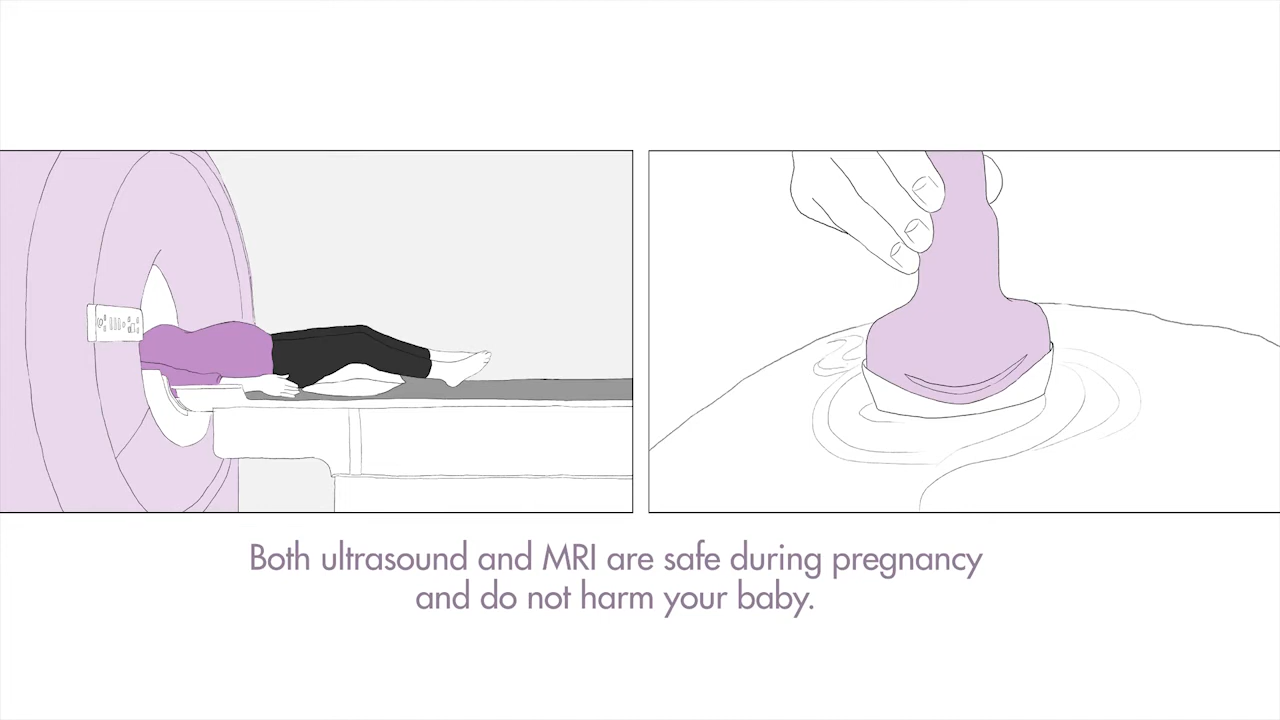 Both ultrasound and MRI are safe during pregnancy
and do not harm your baby.